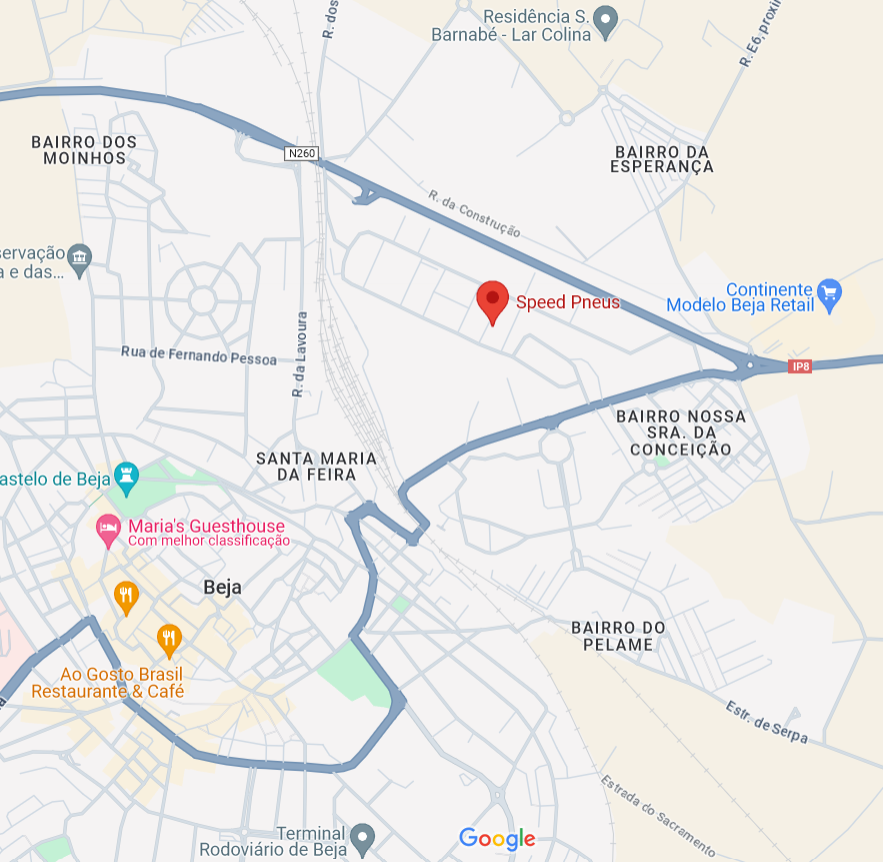 R. dos
Residência S.
Barnabé - Lar Colina
R. E6, proxi
BAIRRO DOS
MOINHOS
N260
BAIRRO DA
ESPERANÇA
R. da Construção
servação
a e das...
Continente
Modelo Beja Retail
Speed Pneus
R. da Lavoura
Rua de Fernando Pessoa
IP8
BAIRRO NOSSA
SRA. DA
CONCEIÇÃO
SANTA MARIA
DA FEIRA
astelo de Beja
Maria's Guesthouse
Com melhor classificação
Beja
BAIRRO DO
PELAME
Ao Gosto Brasil
Restaurante & Café
Estr. de Serpa
Estrada do Sacramento
Terminal
Rodoviário de Beja
Google